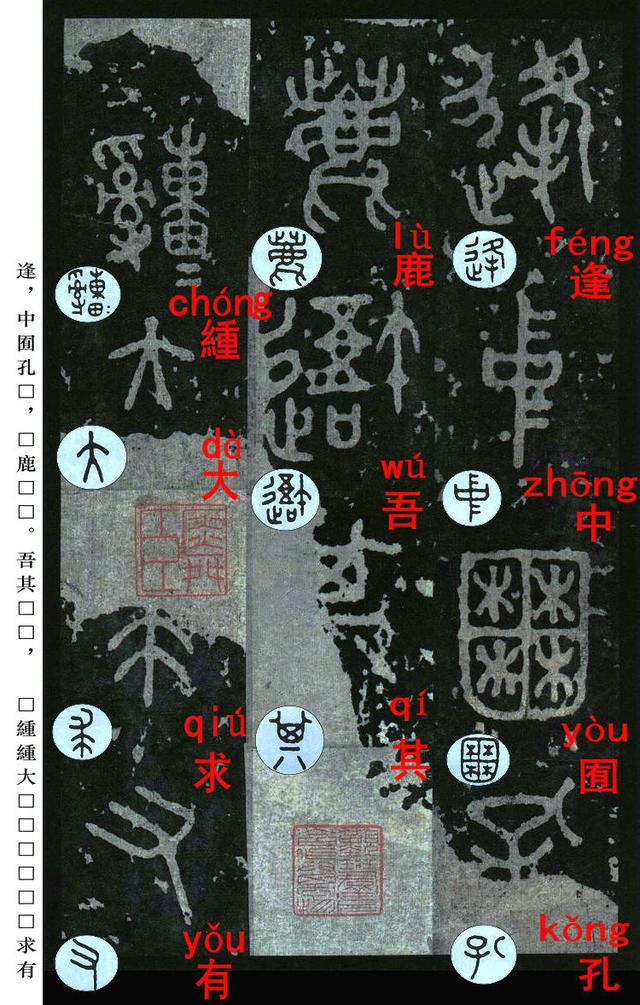 逢，中囿孔□，□鹿□□。吾其□□，　□緟緟大□□□□□□求有
féng
逢
zhōng
中
yòu
囿
kǒng
孔
lù
鹿
wú
吾
qí
其
chóng
緟
dà
大
qiú
求
yǒu
有